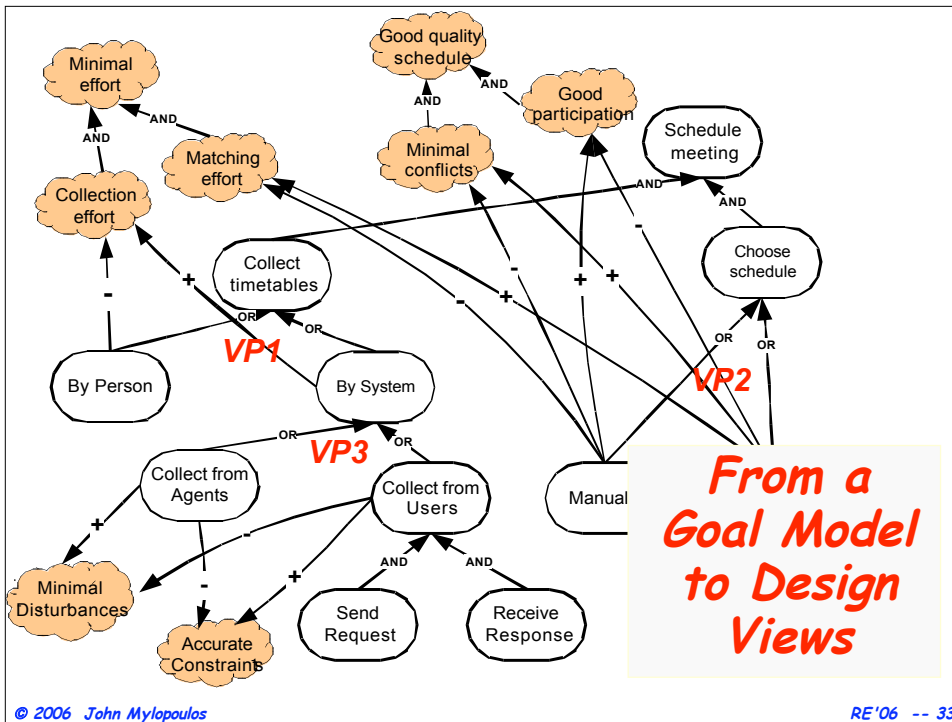 Good quality
schedule
Minimal
effort
AND
AND
Good
participation
AND
AND
Schedule
meeting
Matching
effort
Minimal
conflicts
AND
Collection
effort
AND
Collect
timetables
Choose
schedule
-
-
+
-
+
-
+
+
-
OR
OR
OR
OR
VP1
VP2
By Person
By System
OR
VP3
OR
Collect from
Agents
Collect from
Users
Manual
From a
Goal Model
to Design
Views
+
-
-
+
AND
AND
Minimal
Disturbances
Send
Request
Receive
Response
Accurate
Constrains
© 2006 John Mylopoulos
RE'06 -- 33